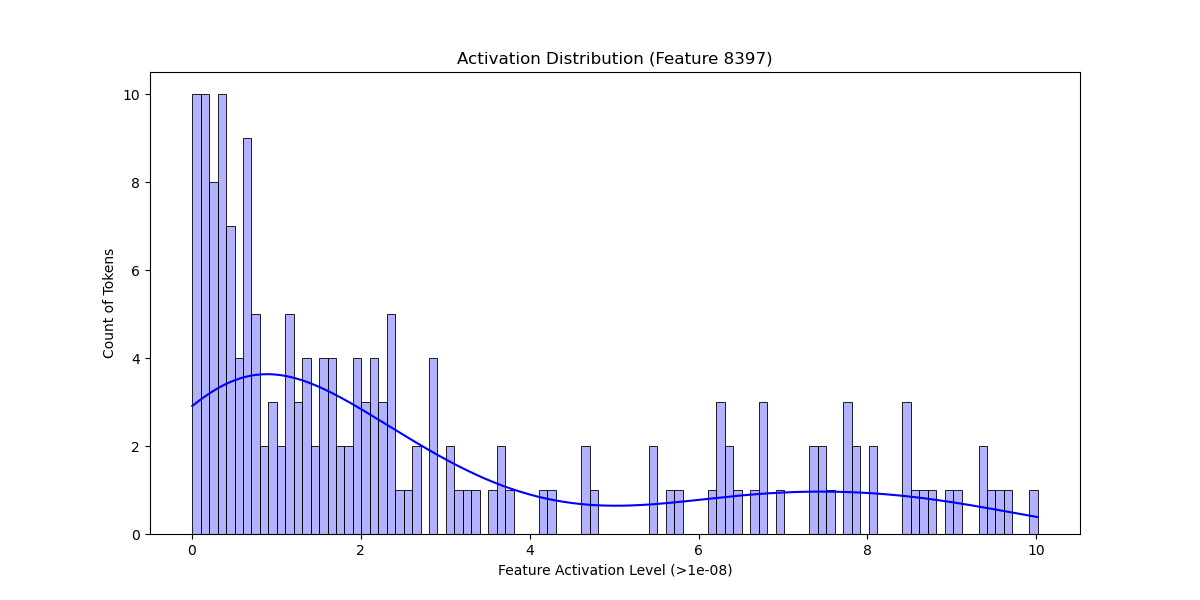 Activation Distribution (Feature 8397)
10
8
6
4
2
0
Count of Tokens
0 2 4 6 8 10
Feature Activation Level (>1e-08)